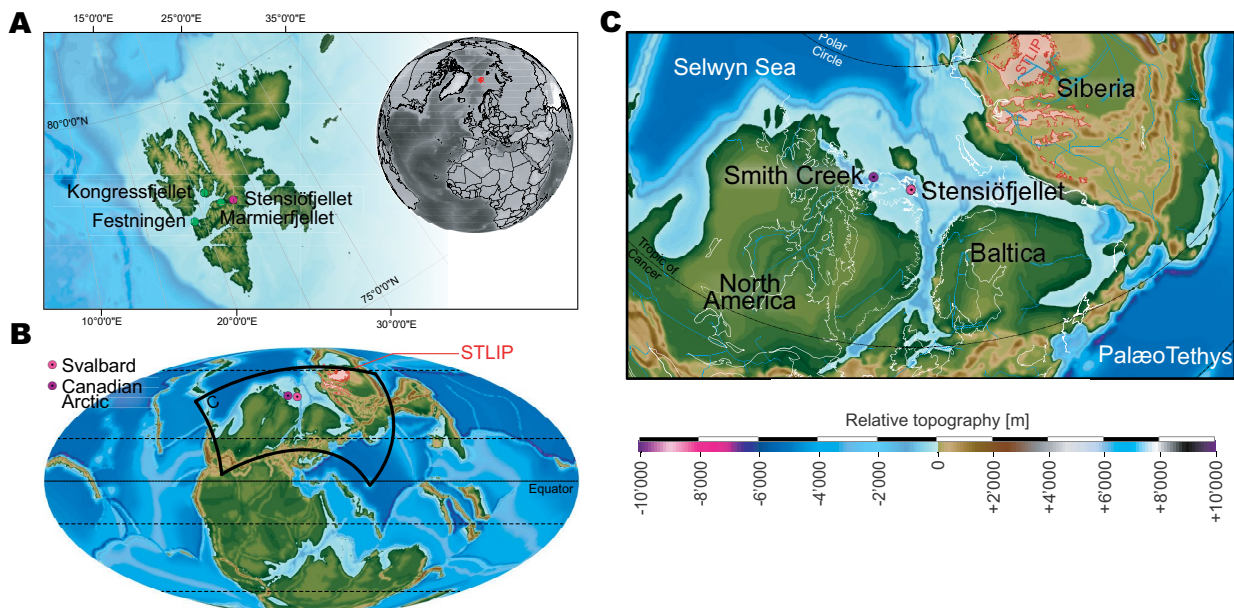 A
15°0'0"E
25°0'0"E
35°0'0"E
80°0'0"N
Kongressfjellet
Stensiöfjellet
Festningen
Marmierfjellet
75°0'0"N
10°0'0"E
20°0'0"E
30°0'0"E
B
Svalbard
Canadian
Arctic
STLIP
C
Equator
C
Selwyn Sea
Polar
Circle
STLIP
Siberia
Smith Creek
Stensiöfjellet
Tropic of
Cancer
North
America
Baltica
PalæoTethys
Relative topography [m]
-10'000
-8'000
-6'000
-4'000
-2'000
0
+2'000
+4'000
+6'000
+8'000
+10'000